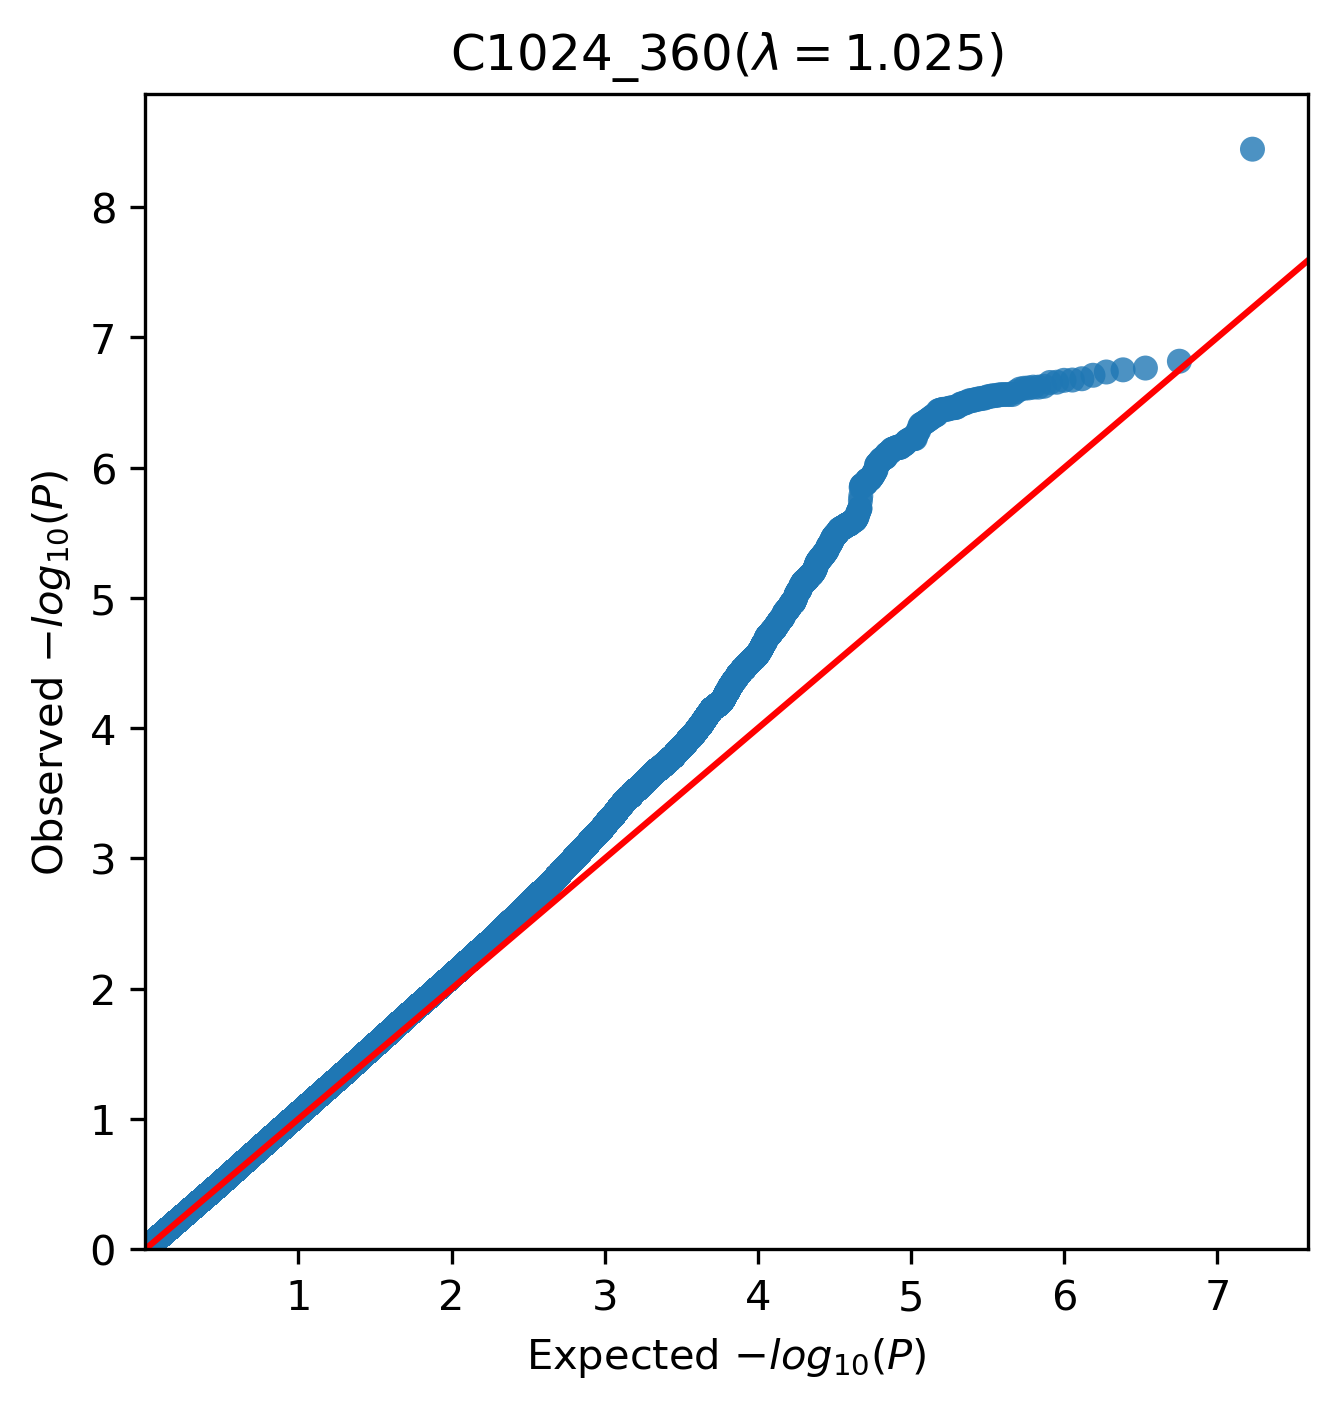 C1024_360(λ = 1.025)
8
7
6
5
4
3
2
1
0
Observed −log₁₀(P)
1 2 3 4 5 6 7
Expected −log₁₀(P)